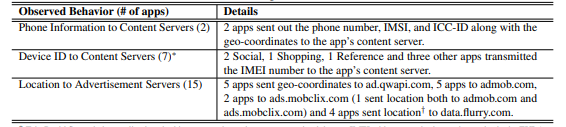 Observed Behavior (# of apps) Details
Phone Information to Content Servers (2) 2 apps sent out the phone number, IMSI, and ICC-ID along with the
geo-coordinates to the app's content server.
Device ID to Content Servers (7)* 2 Social, 1 Shopping, 1 Reference and three other apps transmitted
the IMEI number to the app's content server.
Location to Advertisement Servers (15) 5 apps sent geo-coordinates to ad.qwapi.com, 5 apps to admob.com,
2 apps to ads.mobclix.com (1 sent location both to admob.com and
ads.mobclix.com) and 4 apps sent location† to data.flurry.com.